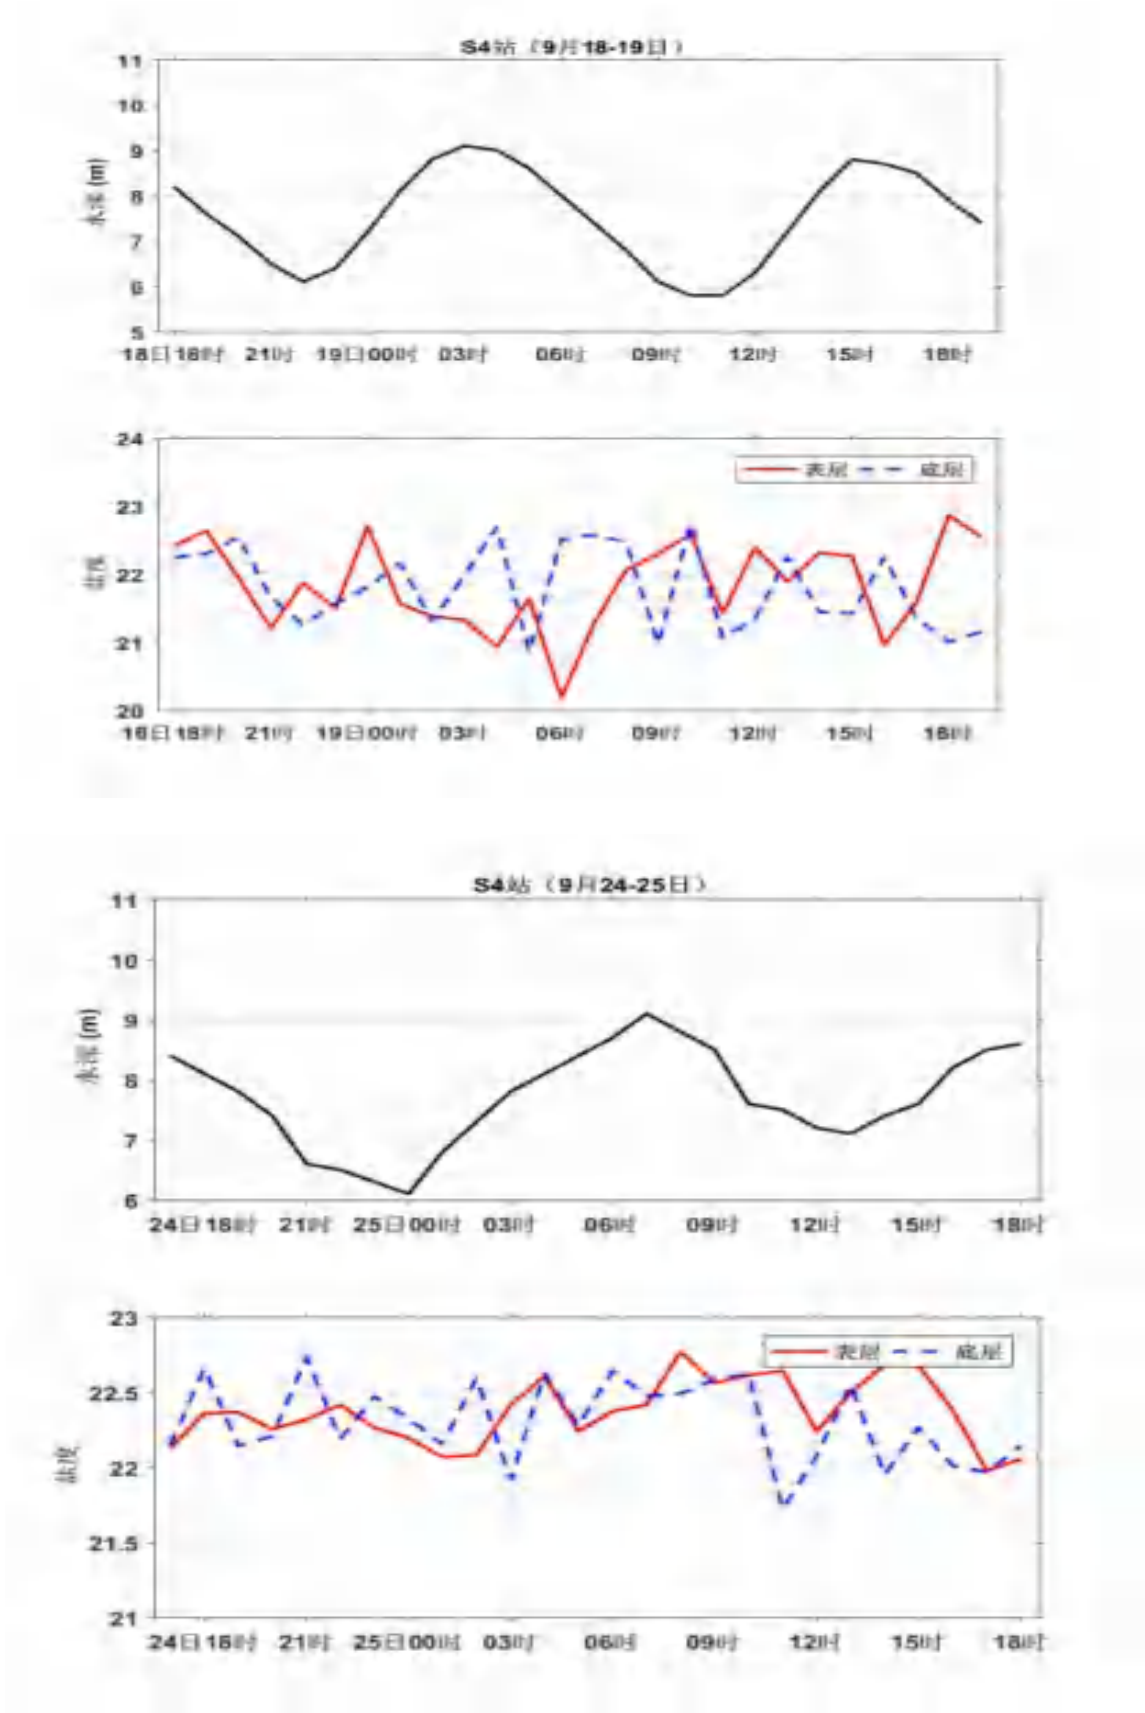 S4站（9月18-19日）
11
10
9
8
7
6
5
水深 (m)
18日18时 21时 19日00时 03时 06时 09时 12时 15时 18时
24
23
22
21
20
盐度
表层 底层
18日18时 21时 19日00时 03时 06时 09时 12时 15时 18时
S4站（9月24-25日）
11
10
9
8
7
6
水深 (m)
24日18时 21时 25日00时 03时 06时 09时 12时 15时 18时
23
22.5
22
21.5
21
盐度
表层 底层
24日18时 21时 25日00时 03时 06时 09时 12时 15时 18时